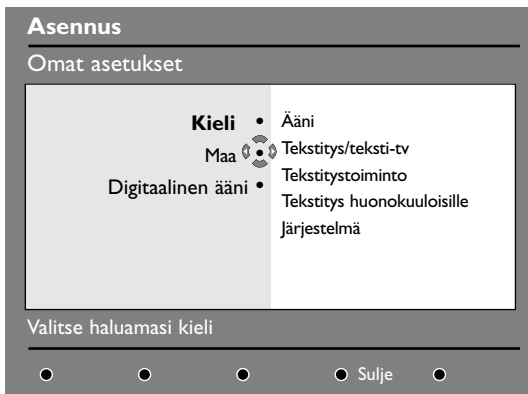 Asennus
Omat asetukset
Kieli
Maa
Digitaalinen ääni
Ääni
Tekstitys/teksti-tv
Tekstitystoiminto
Tekstitys huonokuuloisille
Järjestelmä
Valitse haluamasi kieli
Sulje